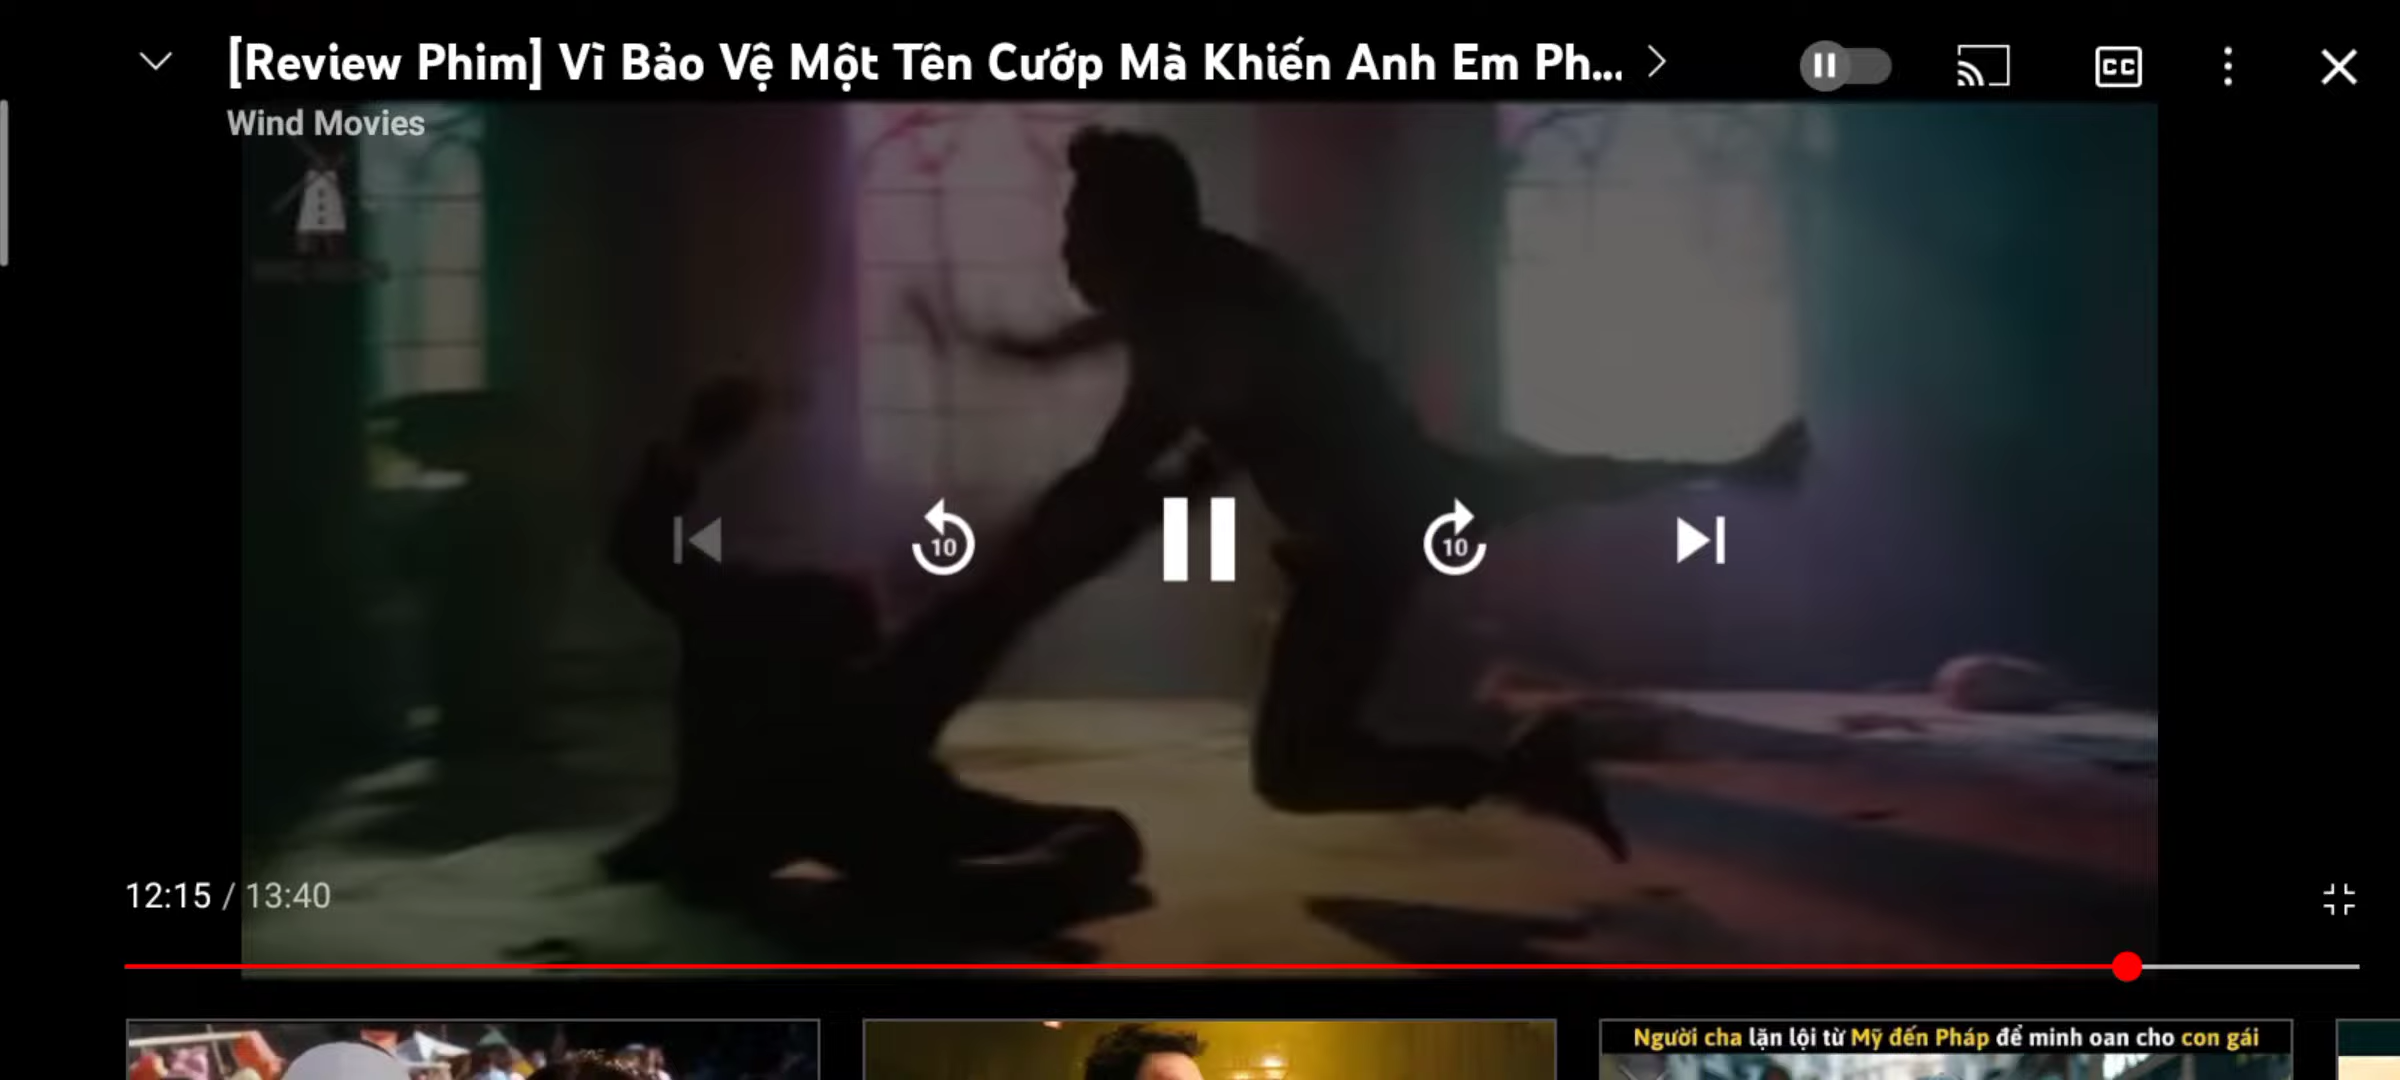 [Review Phim] Vì Bảo Vệ Một Tên Cướp Mà Khiến Anh Em Ph...
CC
Wind Movies
10
10
12:15 / 13:40
Người cha lặn lội từ Mỹ đến Pháp để minh oan cho con gái